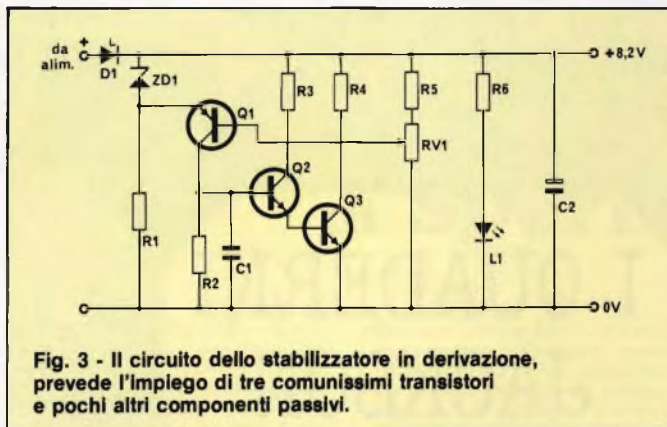 da
alim.
+
L
D1
ZD1
Q1
R3
R4
R5
R6
+8,2V
RV1
Q2
Q3
R1
R2
C1
C2
L1
0V
Fig. 3 - Il circuito dello stabilizzatore in derivazione,
prevede l'impiego di tre comunissimi transistori
e pochi altri componenti passivi.